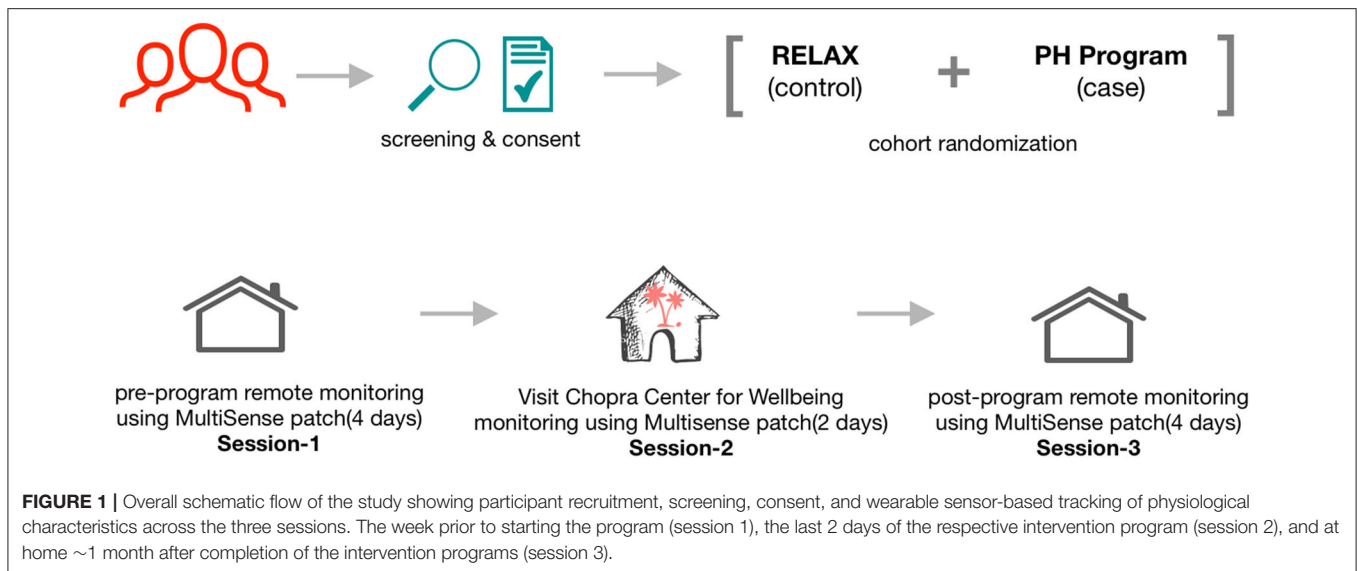 RELAX
(control)
+
PH Program
(case)
screening & consent
cohort randomization
pre-program remote monitoring
using MultiSense patch(4 days)
Session-1
Visit Chopra Center for Wellbeing
monitoring using Multisense patch(2 days)
Session-2
post-program remote monitoring
using MultiSense patch(4 days)
Session-3
FIGURE 1 | Overall schematic flow of the study showing participant recruitment, screening, consent, and wearable sensor-based tracking of physiological
characteristics across the three sessions. The week prior to starting the program (session 1), the last 2 days of the respective intervention program (session 2), and at
home ~1 month after completion of the intervention programs (session 3).